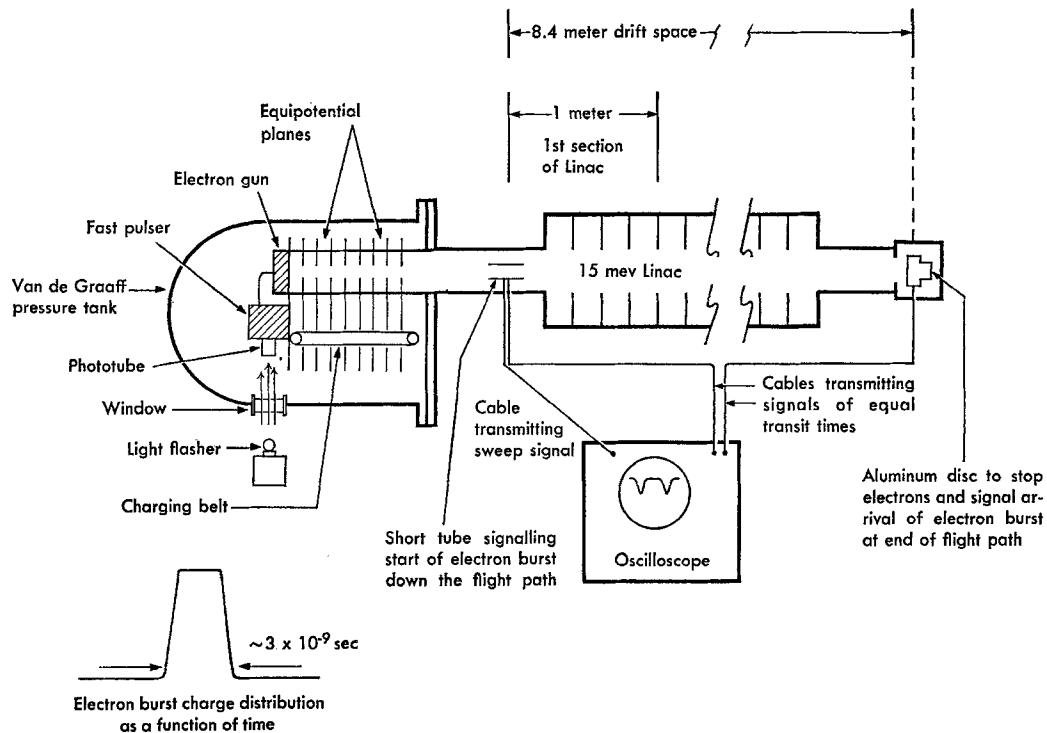 8.4 meter drift space
1 meter
1st section
of Linac
Equipotential
planes
Electron gun
Fast pulser
Van de Graaff
pressure tank
15 mev Linac
Phototube
Window
Light flasher
Charging belt
Cable
transmitting
sweep signal
Cables transmitting
signals of equal
transit times
Short tube signalling
start of electron burst
down the flight path
Oscilloscope
Aluminum disc to stop
electrons and signal ar-
rival of electron burst
at end of flight path
~3 x 10⁻⁹ sec
Electron burst charge distribution
as a function of time